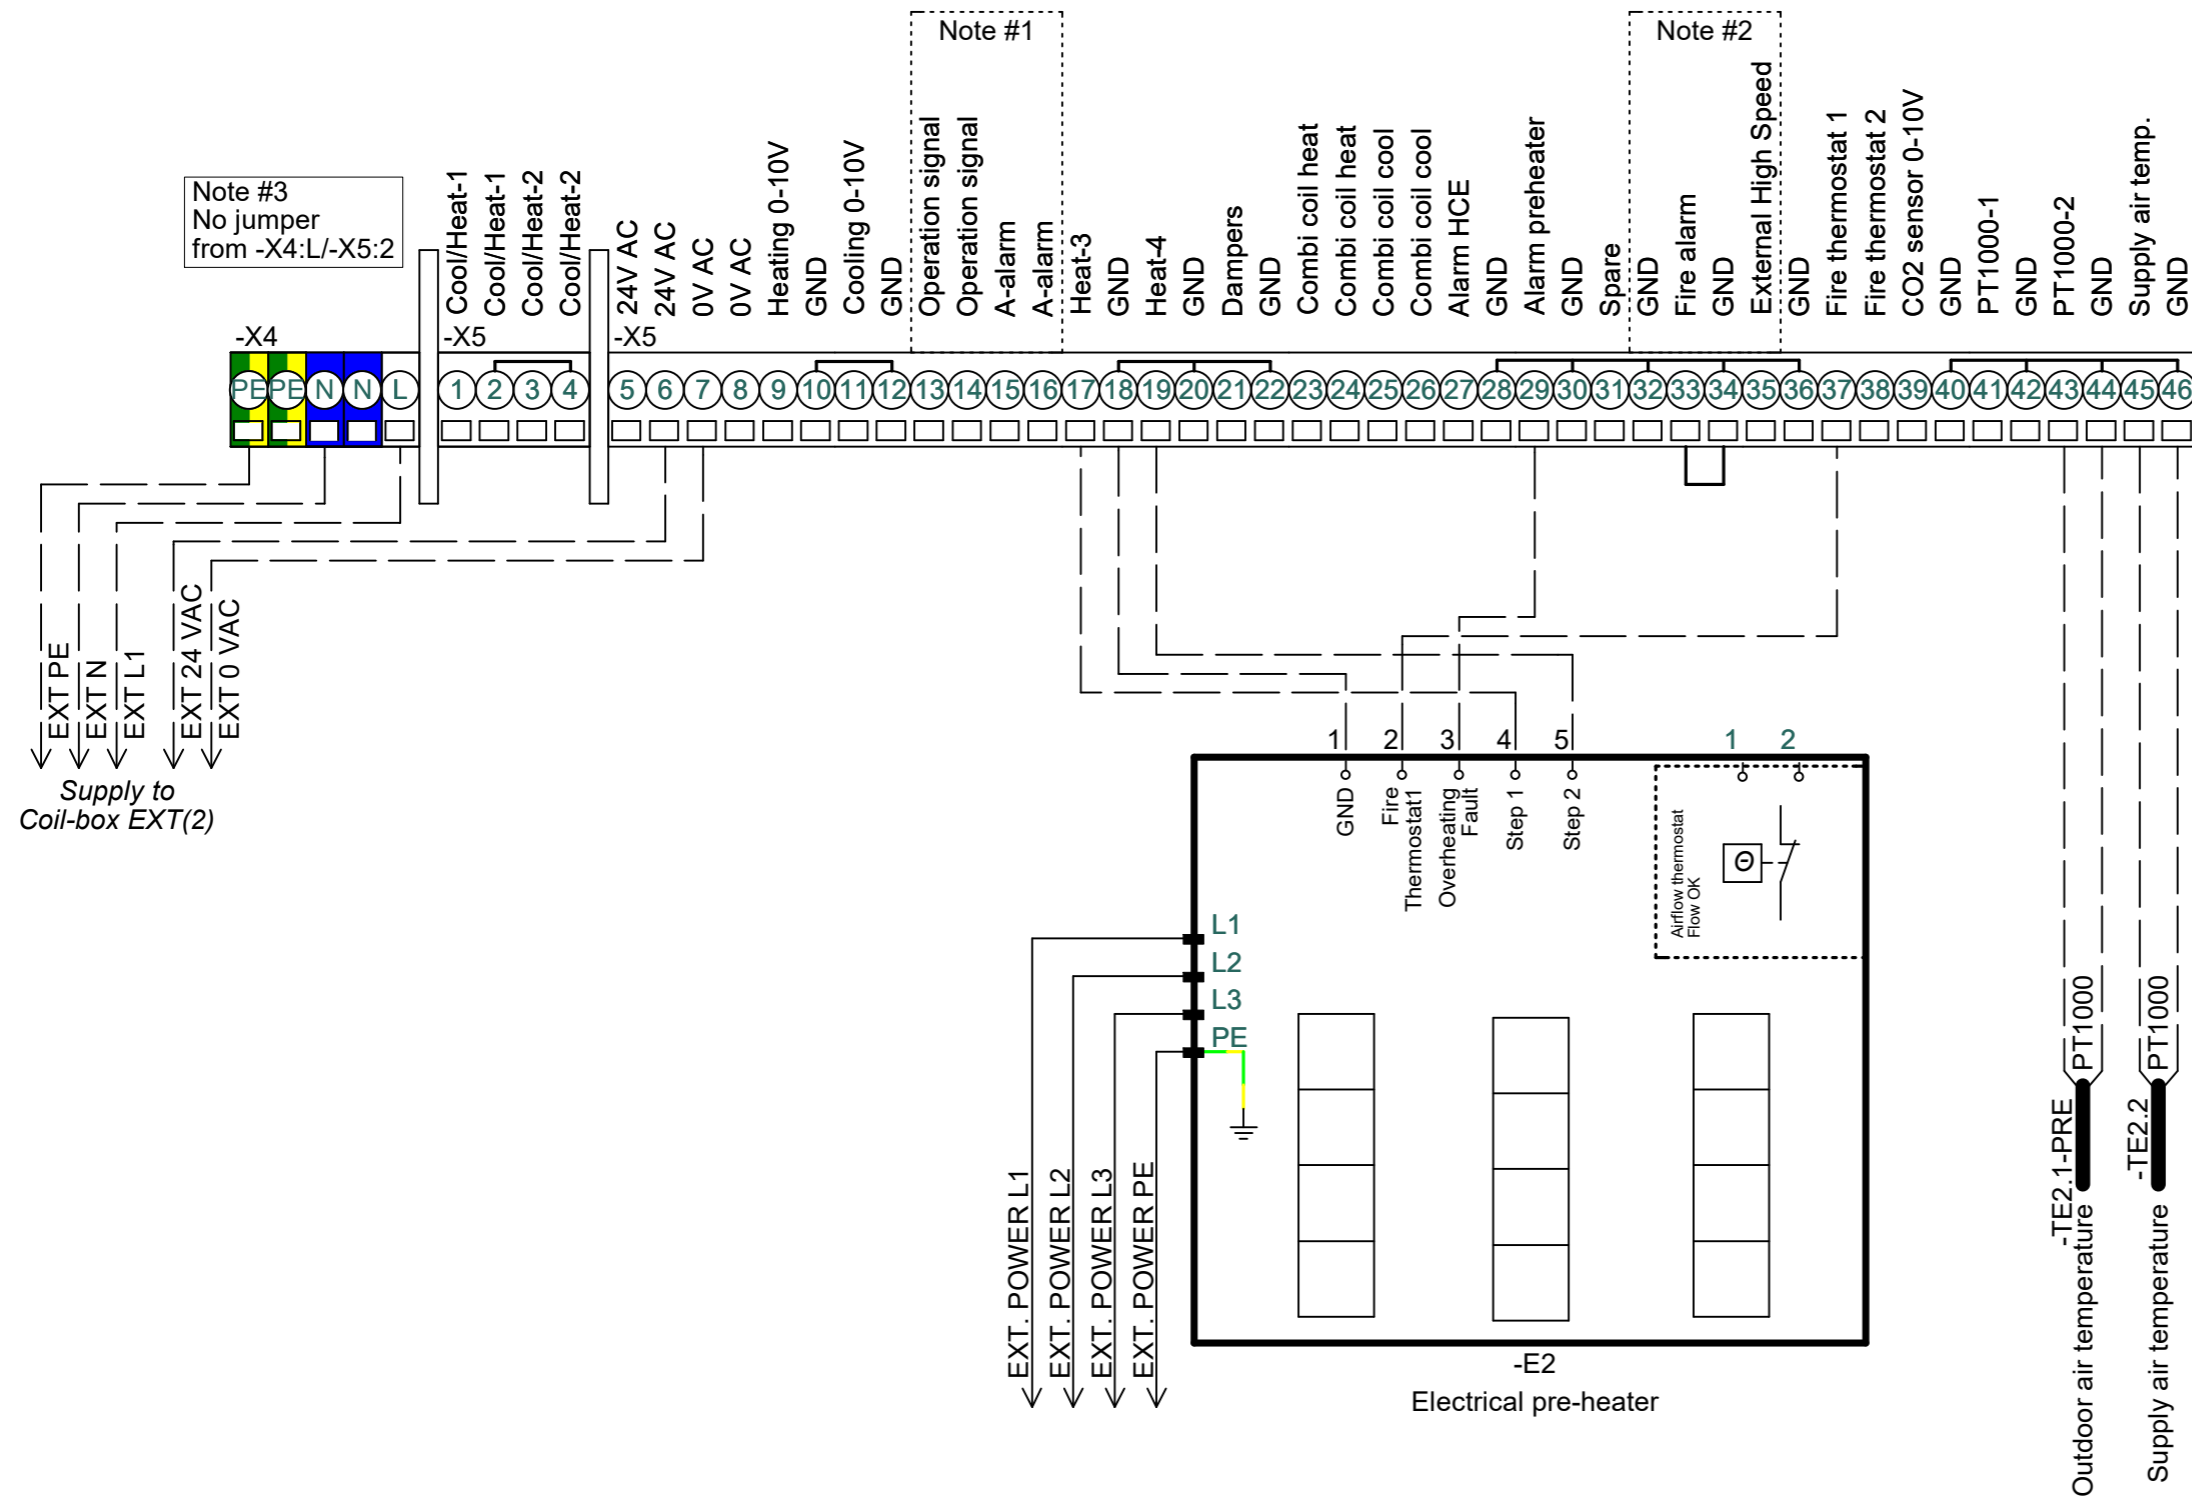 Note #1
Note #2
Note #3
No jumper
from -X4:L/-X5:2
Cool/Heat-1
Cool/Heat-1
Cool/Heat-2
Cool/Heat-2
24V AC
24V AC
0V AC
0V AC
Heating 0-10V
GND
Cooling 0-10V
GND
Operation signal
Operation signal
A-alarm
A-alarm
Heat-3
GND
Heat-4
GND
Dampers
GND
Combi coil heat
Combi coil heat
Combi coil cool
Combi coil cool
Alarm HCE
GND
Alarm preheater
GND
Spare
GND
Fire alarm
GND
External High Speed
GND
Fire thermostat 1
Fire thermostat 2
CO2 sensor 0-10V
GND
PT1000-1
GND
PT1000-2
GND
Supply air temp.
GND
-X4
-X5
-X5
PE PE N N L 1 2 3 4 5 6 7 8 9 10 11 12 13 14 15 16 17 18 19 20 21 22 23 24 25 26 27 28 29 30 31 32 33 34 35 36 37 38 39 40 41 42 43 44 45 46
EXT PE
EXT N
EXT L1
EXT 24 VAC
EXT 0 VAC
Supply to
Coil-box EXT(2)
1 2 3 4 5 1 2
GND
Fire
Thermostat1
Overheating
Fault
Step 1
Step 2
Airflow thermostat
Flow OK
Θ
L1
L2
L3
PE
EXT. POWER L1
EXT. POWER L2
EXT. POWER L3
EXT. POWER PE
-E2
Electrical pre-heater
PT1000
-TE2.1-PRE
Outdoor air temperature
PT1000
-TE2.2
Supply air temperature